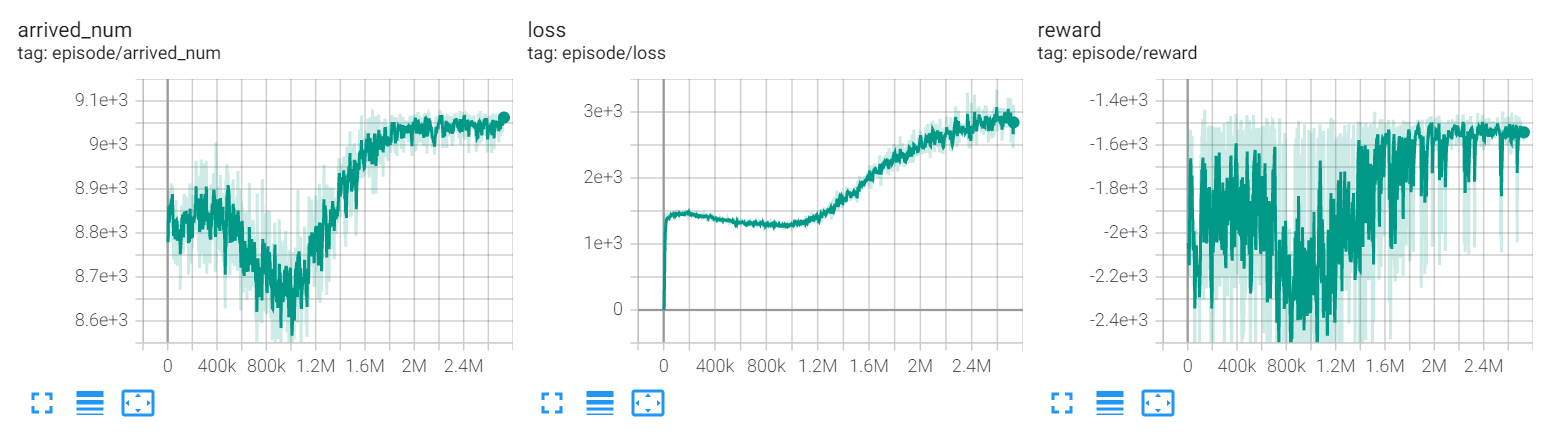 arrived_num
tag: episode/arrived_num
9.1e+3
9e+3
8.9e+3
8.8e+3
8.7e+3
8.6e+3
0 400k 800k 1.2M 1.6M 2M 2.4M
loss
tag: episode/loss
3e+3
2e+3
1e+3
0
0 400k 800k 1.2M 1.6M 2M 2.4M
reward
tag: episode/reward
-1.4e+3
-1.6e+3
-1.8e+3
-2e+3
-2.2e+3
-2.4e+3
0 400k 800k 1.2M 1.6M 2M 2.4M